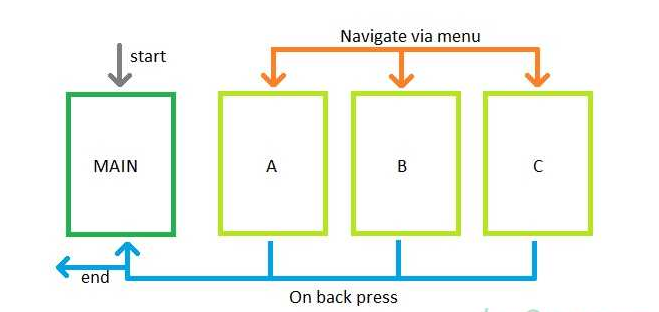 Navigate via menu
start
MAIN
A
B
C
end
On back press